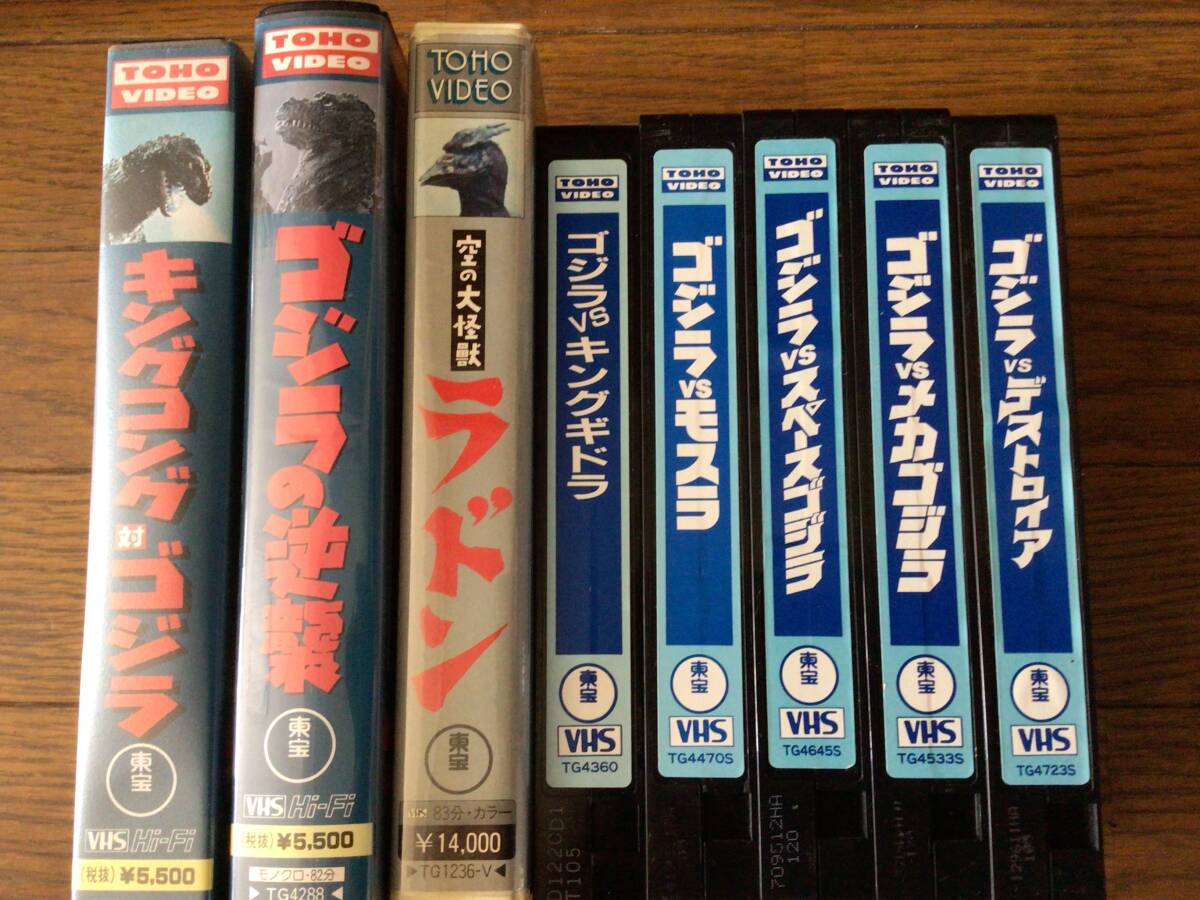 TOHO
VIDEO
キングコング対ゴジラ
東宝
VHS Hi-Fi
(税抜)¥5,500
TOHO
VIDEO
ゴジラの逆襲
東宝
VHS Hi-Fi
(税抜)¥5,500
モノクロ・82分
▶TG4288◀
TOHO
VIDEO
空の大怪獣
ラドン
東宝
VHS 83分・カラー
¥14,000
▶TG1236-V◀
TOHO
VIDEO
ゴジラVSキングギドラ
東宝
VHS
TG4360
D122CD1
T105
TOHO
VIDEO
ゴジラVSモスラ
東宝
VHS
TG4470S
TOHO
VIDEO
ゴジラVSスペースゴジラ
東宝
VHS
TG4645S
709512HA
120
TOHO
VIDEO
ゴジラVSメカゴジラ
東宝
VHS
TG4533S
TOHO
VIDEO
ゴジラVSデストロイア
東宝
VHS
TG4723S